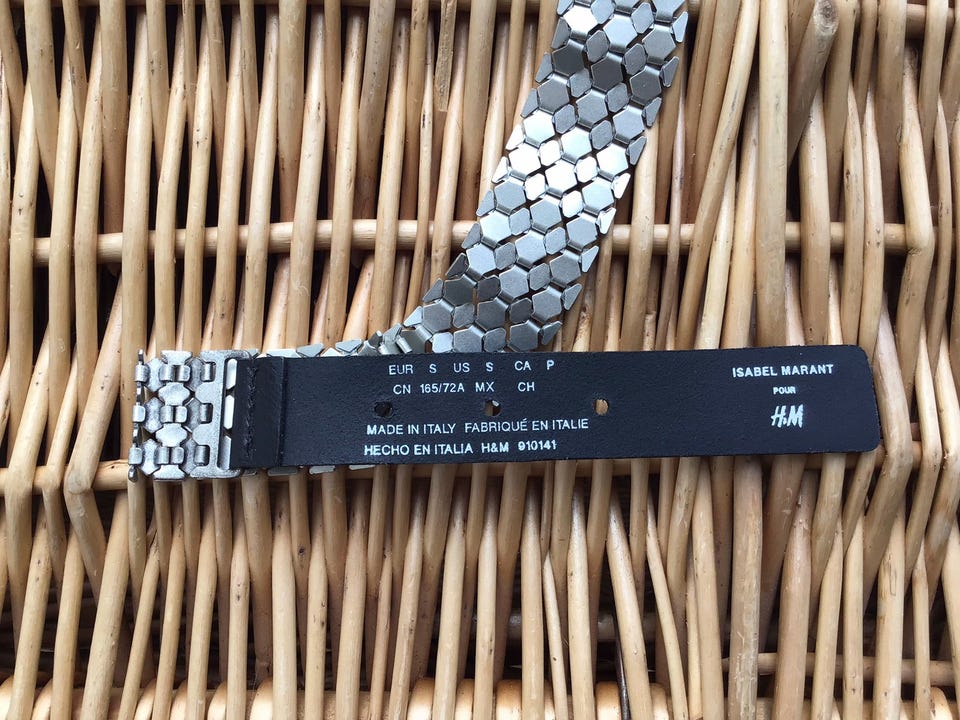 EUR S US S CA P
CN 165/72A MX CH
MADE IN ITALY FABRIQUÉ EN ITALIE
HECHO EN ITALIA H&M 910141
ISABEL MARANT
POUR
H&M